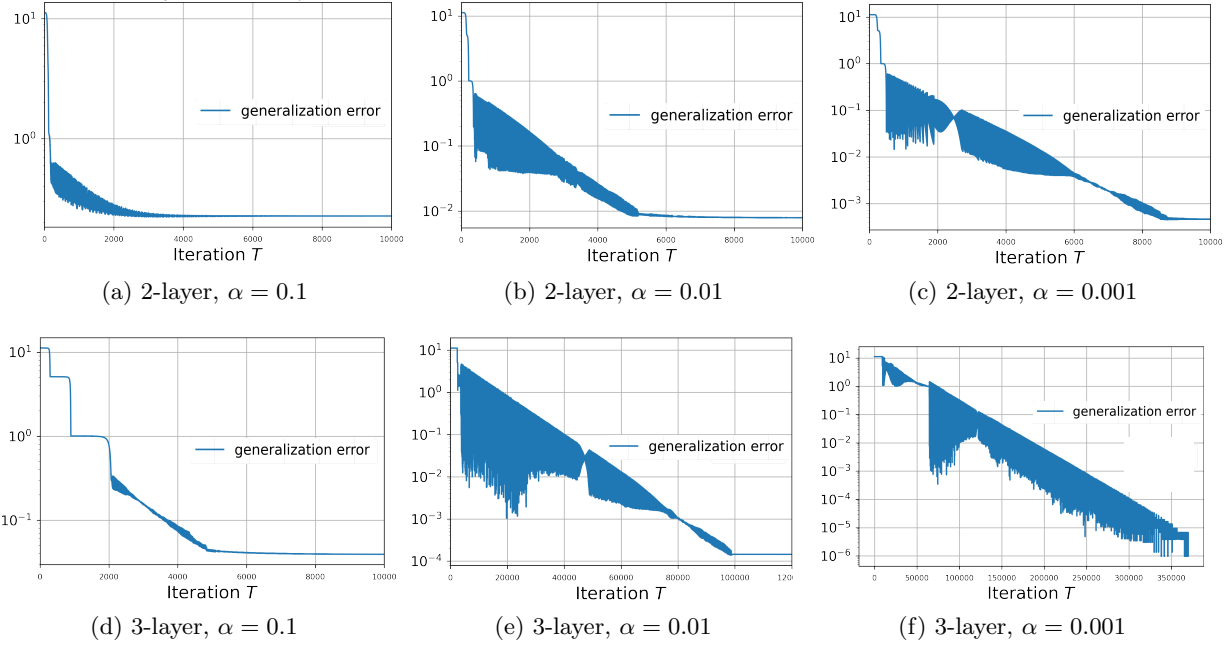 10^1
10^0
generalization error
0 2000 4000 6000 8000 10000
Iteration T
(a) 2-layer, α = 0.1
10^1
10^0
10^-1
10^-2
generalization error
0 2000 4000 6000 8000 10000
Iteration T
(b) 2-layer, α = 0.01
10^1
10^0
10^-1
10^-2
10^-3
generalization error
0 2000 4000 6000 8000 10000
Iteration T
(c) 2-layer, α = 0.001
10^1
10^0
10^-1
generalization error
0 2000 4000 6000 8000 10000
Iteration T
(d) 3-layer, α = 0.1
10^1
10^0
10^-1
10^-2
10^-3
10^-4
generalization error
0 20000 40000 60000 80000 100000 120
Iteration T
(e) 3-layer, α = 0.01
10^1
10^0
10^-1
10^-2
10^-3
10^-4
10^-5
10^-6
generalization error
0 50000 100000 150000 200000 250000 300000 350000
Iteration T
(f) 3-layer, α = 0.001